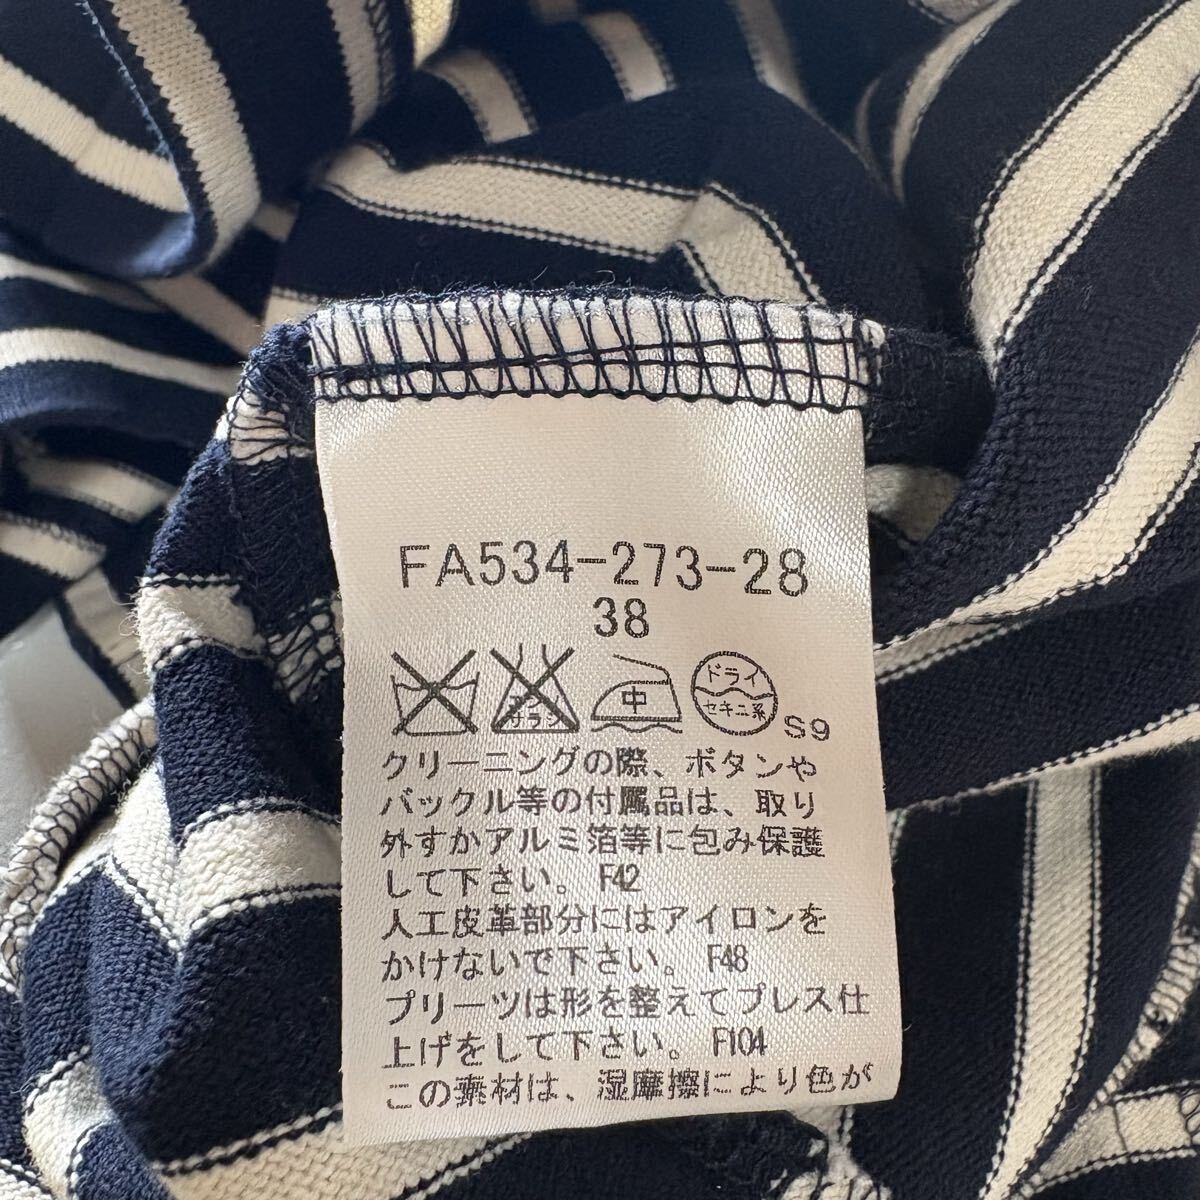 FA534-273-28
38
エンソ
サラシ
中
ドライ
セキユ系
S9
クリーニングの際、ボタンや
バックル等の付属品は、取り
外すかアルミ箔等に包み保護
して下さい。F42
人工皮革部分にはアイロンを
かけないで下さい。F48
プリーツは形を整えてプレス仕
上げをして下さい。F104
この素材は、湿摩擦により色が